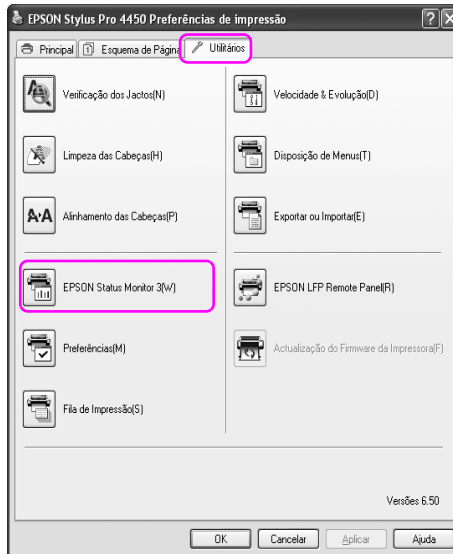 EPSON Stylus Pro 4450 Preferências de impressão
Principal Esquema de Página Utilitários
Verificação dos Jactos(N)
Velocidade & Evolução(D)
Limpeza das Cabeças(H)
Disposição de Menus(T)
Alinhamento das Cabeças(P)
Exportar ou Importar(E)
EPSON Status Monitor 3(W)
EPSON LFP Remote Panel(R)
Preferências(M)
Actualização do Firmware da Impressora(F)
Fila de Impressão(S)
Versões 6.50
OK Cancelar Aplicar Ajuda